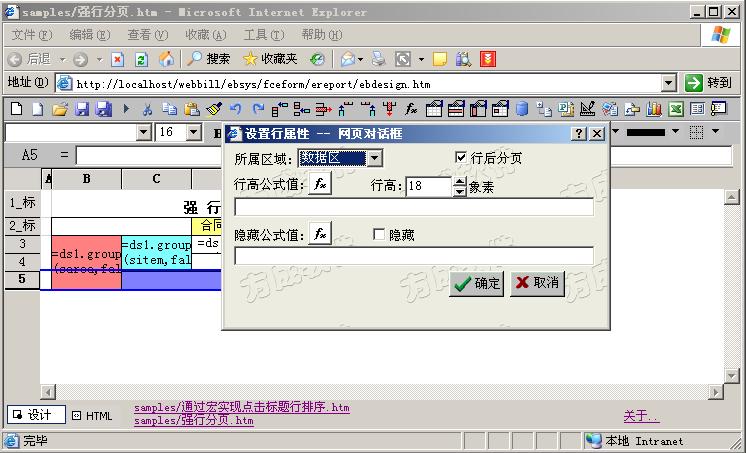 samples/强行分页.htm - Microsoft Internet Explorer
文件(F) 编辑(E) 查看(V) 收藏(A) 工具(T) 帮助(H)
后退 搜索 收藏夹
地址(D) http://localhost/webbill/ebsys/fceform/ereport/ebdesign.htm 转到
16
A5 =
A B C
1_标 强 行
2_标 合同
3 =ds1.group =ds1.group =ds
4 (sarea,fal (sitem,fal
5
设置行属性 -- 网页对话框
所属区域: 数据区 行后分页
行高公式值: fx 行高: 18 象素
隐藏公式值: fx 隐藏
确定 取消
方成软件
设计 HTML
samples/通过宏实现点击标题行排序.htm
samples/强行分页.htm
关于..
完毕 本地 Intranet